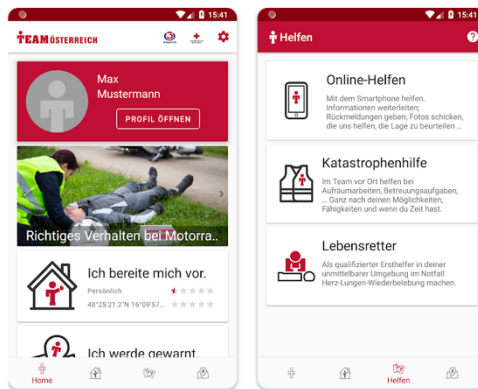 15:41
TEAMÖSTERREICH
Max
Mustermann
PROFIL ÖFFNEN
Richtiges Verhalten bei Motorra..
Ich bereite mich vor.
Persönlich
48°25'21.2"N 16°09'57...
Ich werde gewarnt.
Home
15:41
Helfen
?
Online-Helfen
Mit dem Smartphone helfen.
Informationen weiterleiten;
Rückmeldungen geben; Fotos schicken,
die uns helfen, die Lage zu beurteilen ...
Katastrophenhilfe
Im Team vor Ort helfen bei
Aufräumarbeiten, Betreuungsaufgaben,
... Ganz nach deinen Möglichkeiten,
Fähigkeiten und wenn du Zeit hast.
Lebensretter
Als qualifizierter Ersthelfer in deiner
unmittelbarer Umgebung im Notfall
Herz-Lungen-Wiederbelebung machen.
Helfen